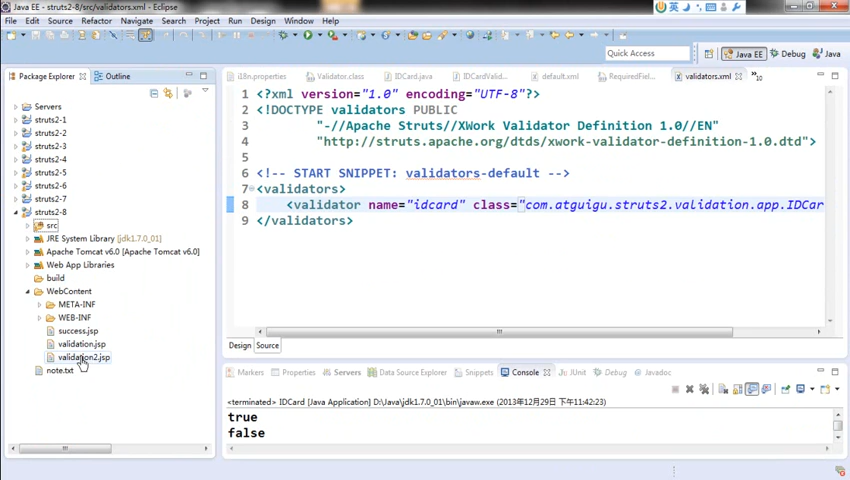 Java EE - struts2-8/src/validators.xml - Eclipse
英
File Edit Source Refactor Navigate Search Project Run Design Window Help
Quick Access
Java EE
Debug
Java
Package Explorer
Outline
i18n.properties
Validator.class
IDCard.java
IDCardValid...
default.xml
RequiredFiel...
validators.xml
10
Servers
struts2-1
struts2-2
struts2-3
struts2-4
struts2-5
struts2-6
struts2-7
struts2-8
src
JRE System Library [jdk1.7.0_01]
Apache Tomcat v6.0 [Apache Tomcat v6.0]
Web App Libraries
build
WebContent
META-INF
WEB-INF
success.jsp
validation.jsp
validation2.jsp
note.txt
1 <?xml version="1.0" encoding="UTF-8"?>
2 <!DOCTYPE validators PUBLIC
3 "-//Apache Struts//XWork Validator Definition 1.0//EN"
4 "http://struts.apache.org/dtds/xwork-validator-definition-1.0.dtd">
5
6 <!-- START SNIPPET: validators-default -->
7 <validators>
8 <validator name="idcard" class="com.atguigu.struts2.validation.app.IDCar
9 </validators>
Design Source
Markers
Properties
Servers
Data Source Explorer
Snippets
Console
JUnit
Javadoc
<terminated> IDCard [Java Application] D:\Java\jdk1.7.0_01\bin\javaw.exe (2013年12月29日 下午11:42:23)
true
false